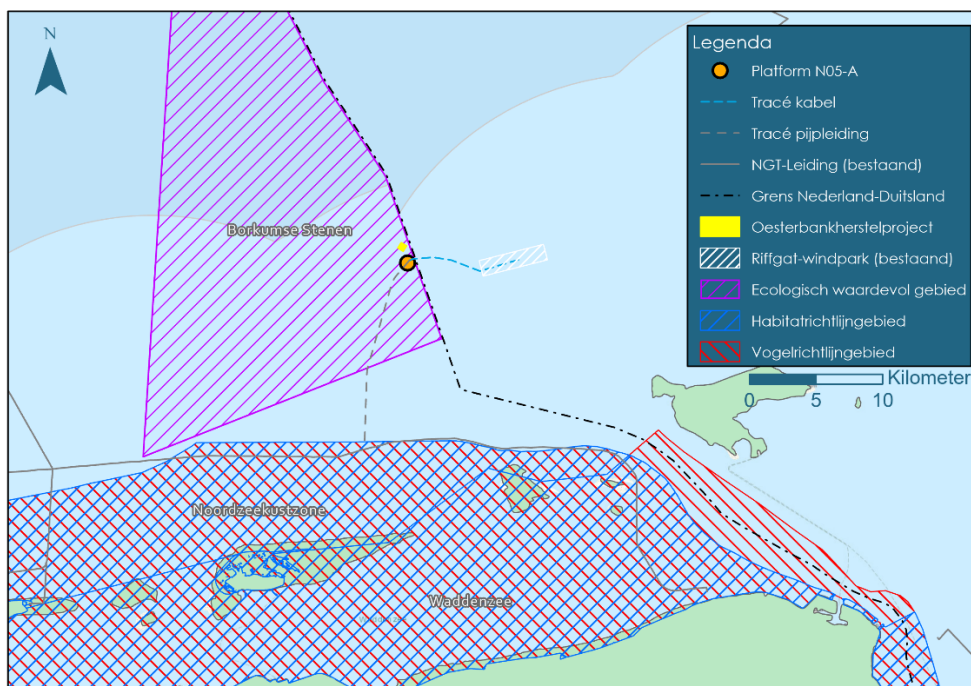 N
Legenda
Platform N05-A
Tracé kabel
Tracé pijpleiding
NGT-Leiding (bestaand)
Grens Nederland-Duitsland
Oesterbankherstelproject
Riffgat-windpark (bestaand)
Ecologisch waardevol gebied
Habitatrichtlijngebied
Vogelrichtlijngebied
Kilometer
0 5 10
Borkumse Stenen
Noordzeekustzone
Waddenzee
Waddenzee